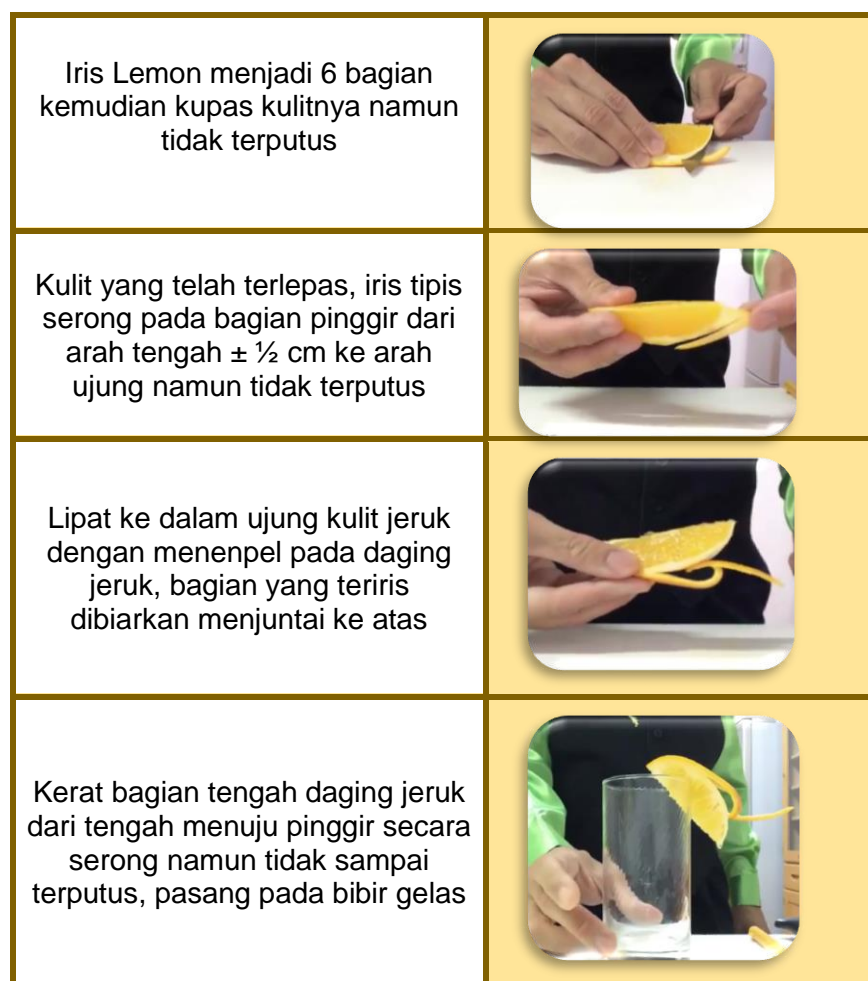 Iris Lemon menjadi 6 bagian
kemudian kupas kulitnya namun
tidak terputus
Kulit yang telah terlepas, iris tipis
serong pada bagian pinggir dari
arah tengah ± ½ cm ke arah
ujung namun tidak terputus
Lipat ke dalam ujung kulit jeruk
dengan menenpel pada daging
jeruk, bagian yang teriris
dibiarkan menjuntai ke atas
Kerat bagian tengah daging jeruk
dari tengah menuju pinggir secara
serong namun tidak sampai
terputus, pasang pada bibir gelas